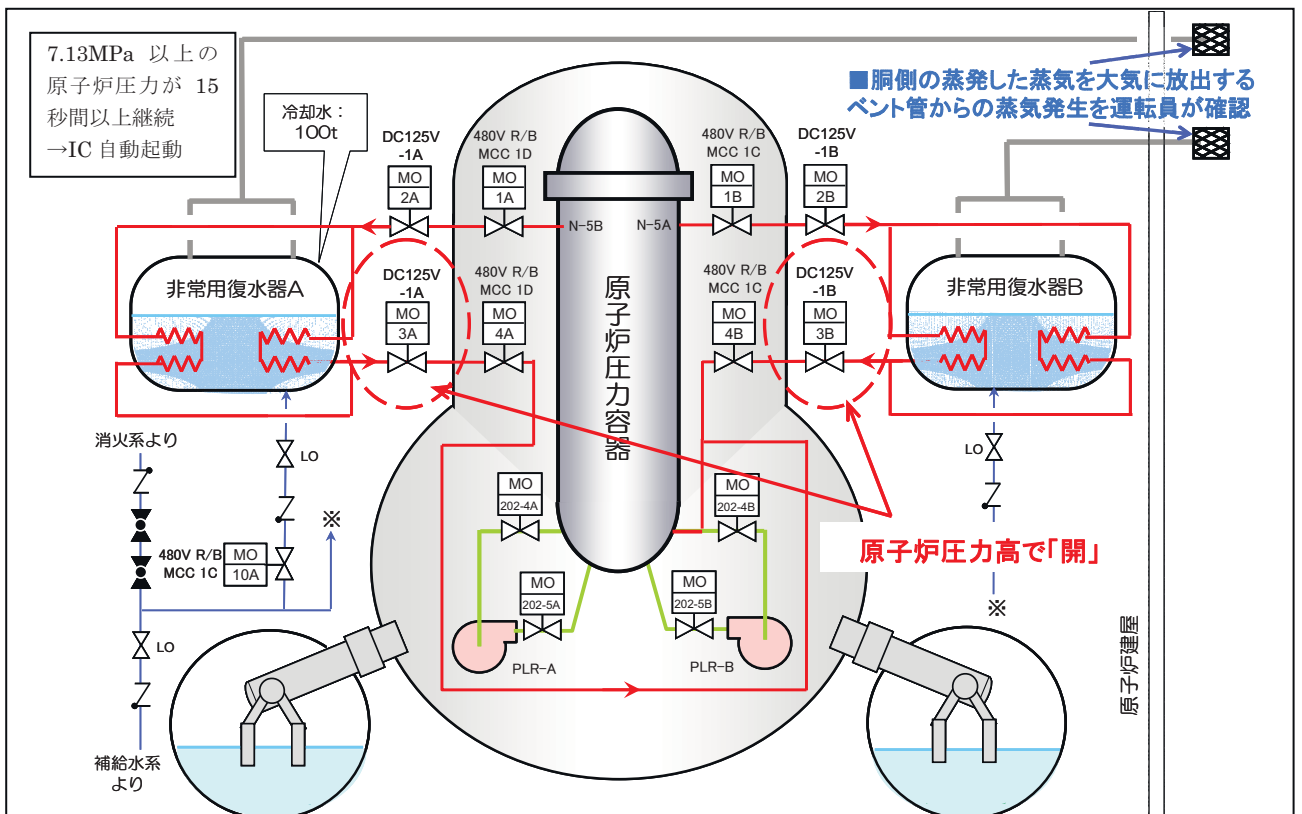 7.13MPa 以上の
原子炉圧力が 15
秒間以上継続
→IC 自動起動
冷却水：
100t
■胴側の蒸発した蒸気を大気に放出する
ベント管からの蒸気発生を運転員が確認
DC125V
-1A
MO
2A
480V R/B
MCC 1D
MO
1A
480V R/B
MCC 1C
MO
1B
DC125V
-1B
MO
2B
N-5B
N-5A
非常用復水器A
DC125V
-1A
MO
3A
480V R/B
MCC 1D
MO
4A
原子炉圧力容器
480V R/B
MCC 1C
MO
4B
DC125V
-1B
MO
3B
非常用復水器B
消火系より
LO
※
480V R/B
MCC 1C
MO
10A
LO
補給水系
より
MO
202-4A
MO
202-4B
MO
202-5A
MO
202-5B
PLR-A
PLR-B
LO
原子炉圧力高で「開」
※
原子炉建屋